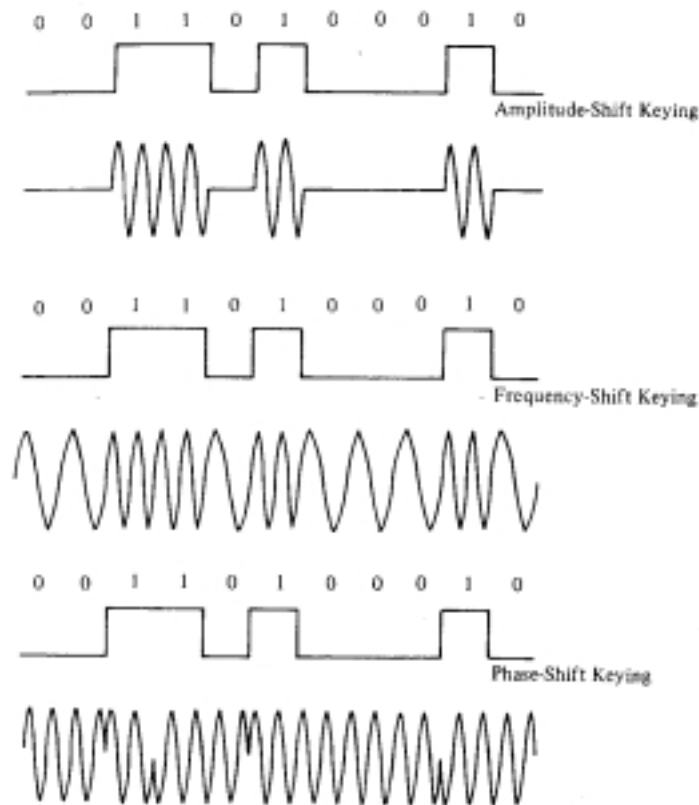 0 0 1 1 0 1 0 0 0 1 0
Amplitude-Shift Keying
0 0 1 1 0 1 0 0 0 1 0
Frequency-Shift Keying
0 0 1 1 0 1 0 0 0 1 0
Phase-Shift Keying